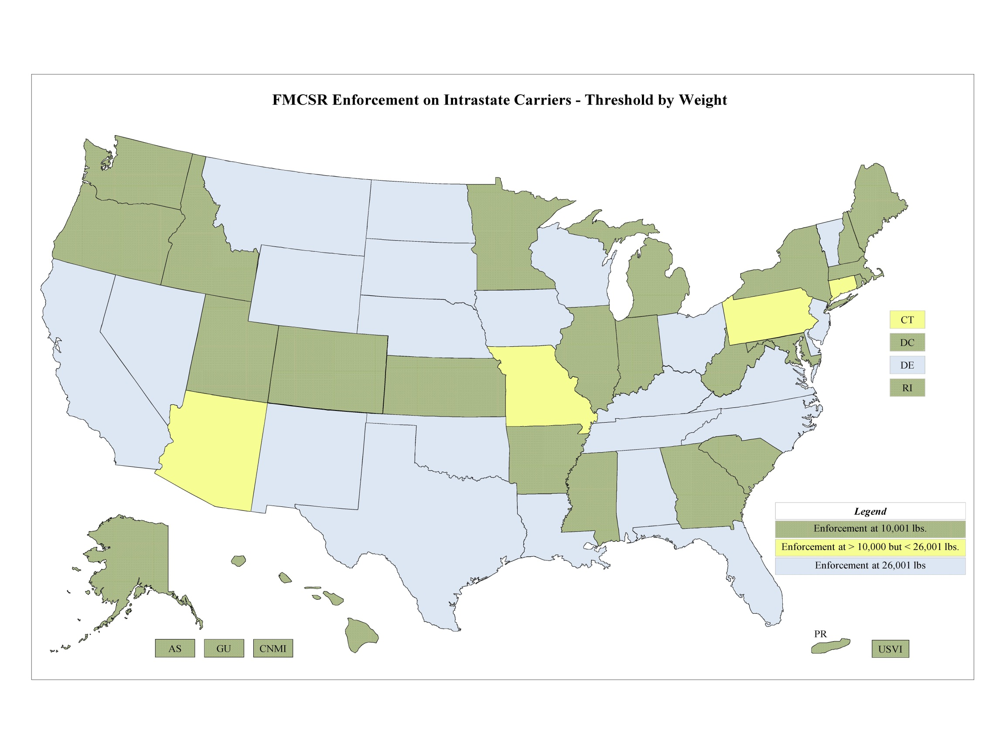 FMCSR Enforcement on Intrastate Carriers - Threshold by Weight
CT
DC
DE
RI
Legend
Enforcement at 10,001 lbs.
Enforcement at > 10,000 but < 26,001 lbs.
Enforcement at 26,001 lbs
PR
AS
GU
CNMI
USVI